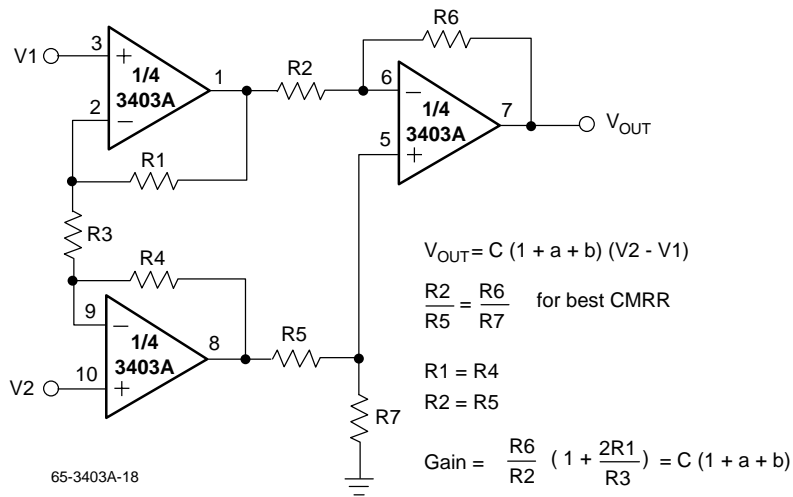 R6
V1
3
+
1/4
3403A
1
2
−
R2
6
−
1/4
3403A
7
5
+
V_OUT
R1
R3
R4
9
−
1/4
3403A
8
V2
10
+
R5
R7
V_OUT = C (1 + a + b) (V2 - V1)
R2/R5 = R6/R7 for best CMRR
R1 = R4
R2 = R5
Gain = R6/R2 ( 1 + 2R1/R3 ) = C (1 + a + b)
65-3403A-18